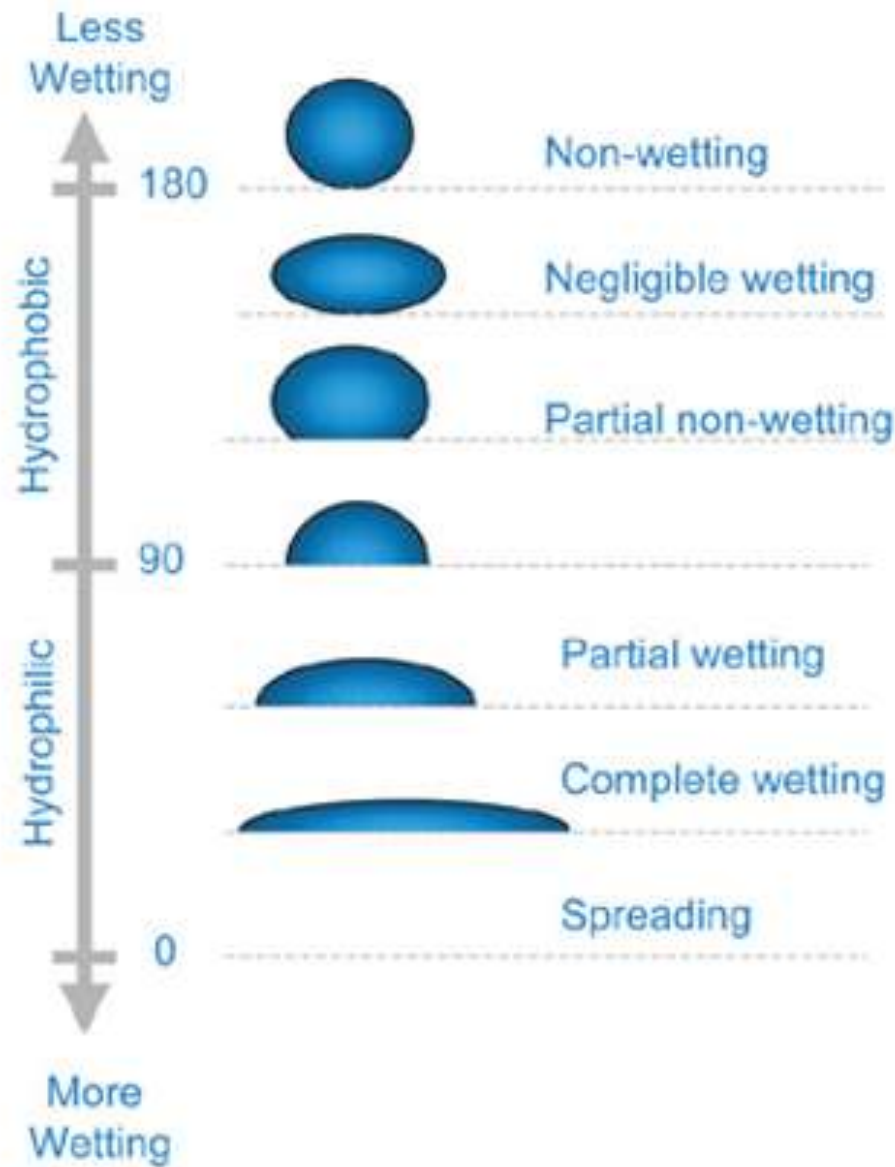 Less
Wetting
180
Non-wetting
Negligible wetting
Hydrophobic
Partial non-wetting
90
Partial wetting
Hydrophilic
Complete wetting
Spreading
0
More
Wetting